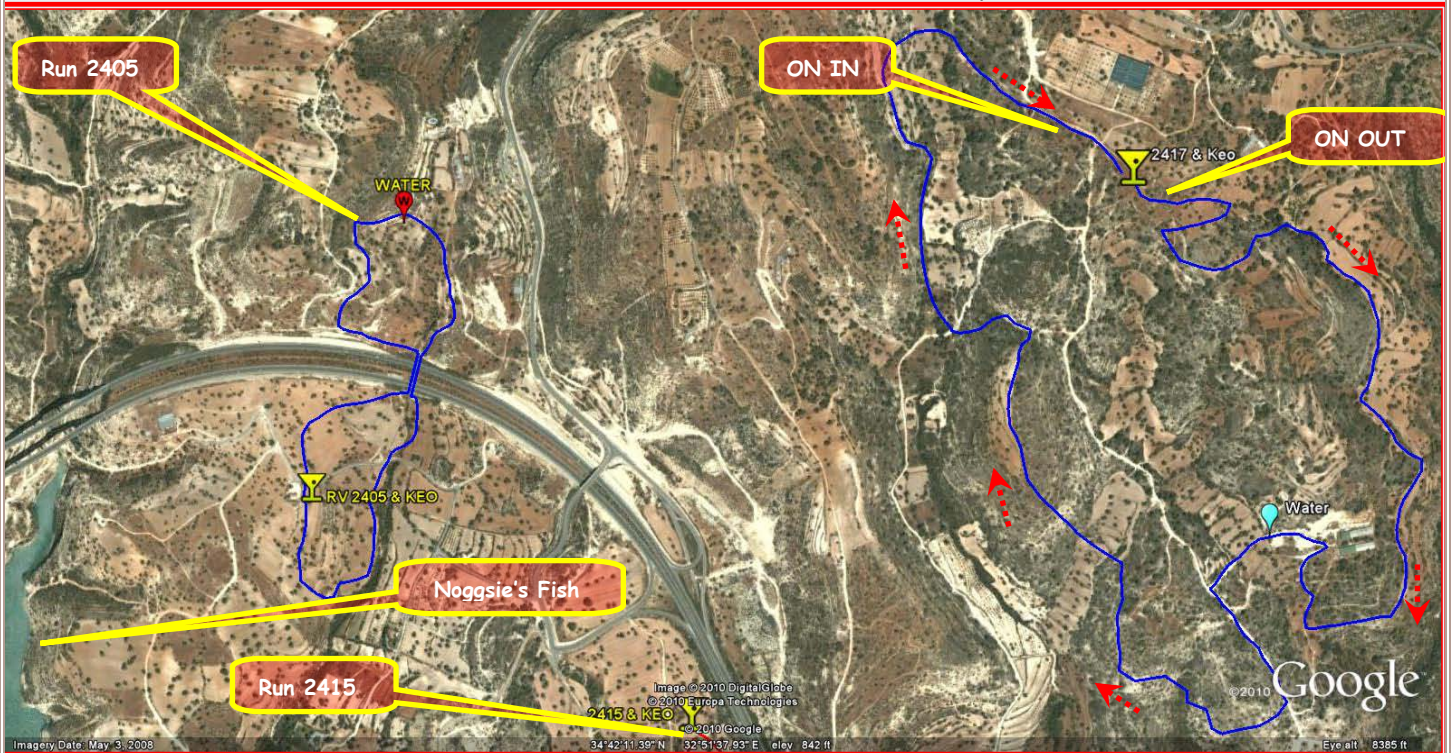 Run 2405
ON IN
ON OUT
2417 & Keo
WATER
W
RV 2405 & KEO
Water
Noggsie's Fish
Run 2415
2415 & KEO
Image © 2010 DigitalGlobe
© 2010 Europa Technologies
© 2010 Google
©2010 Google
Imagery Date: May 3, 2008
34°42'11.39" N 32°51'37.93" E elev 842 ft
Eye alt 8385 ft